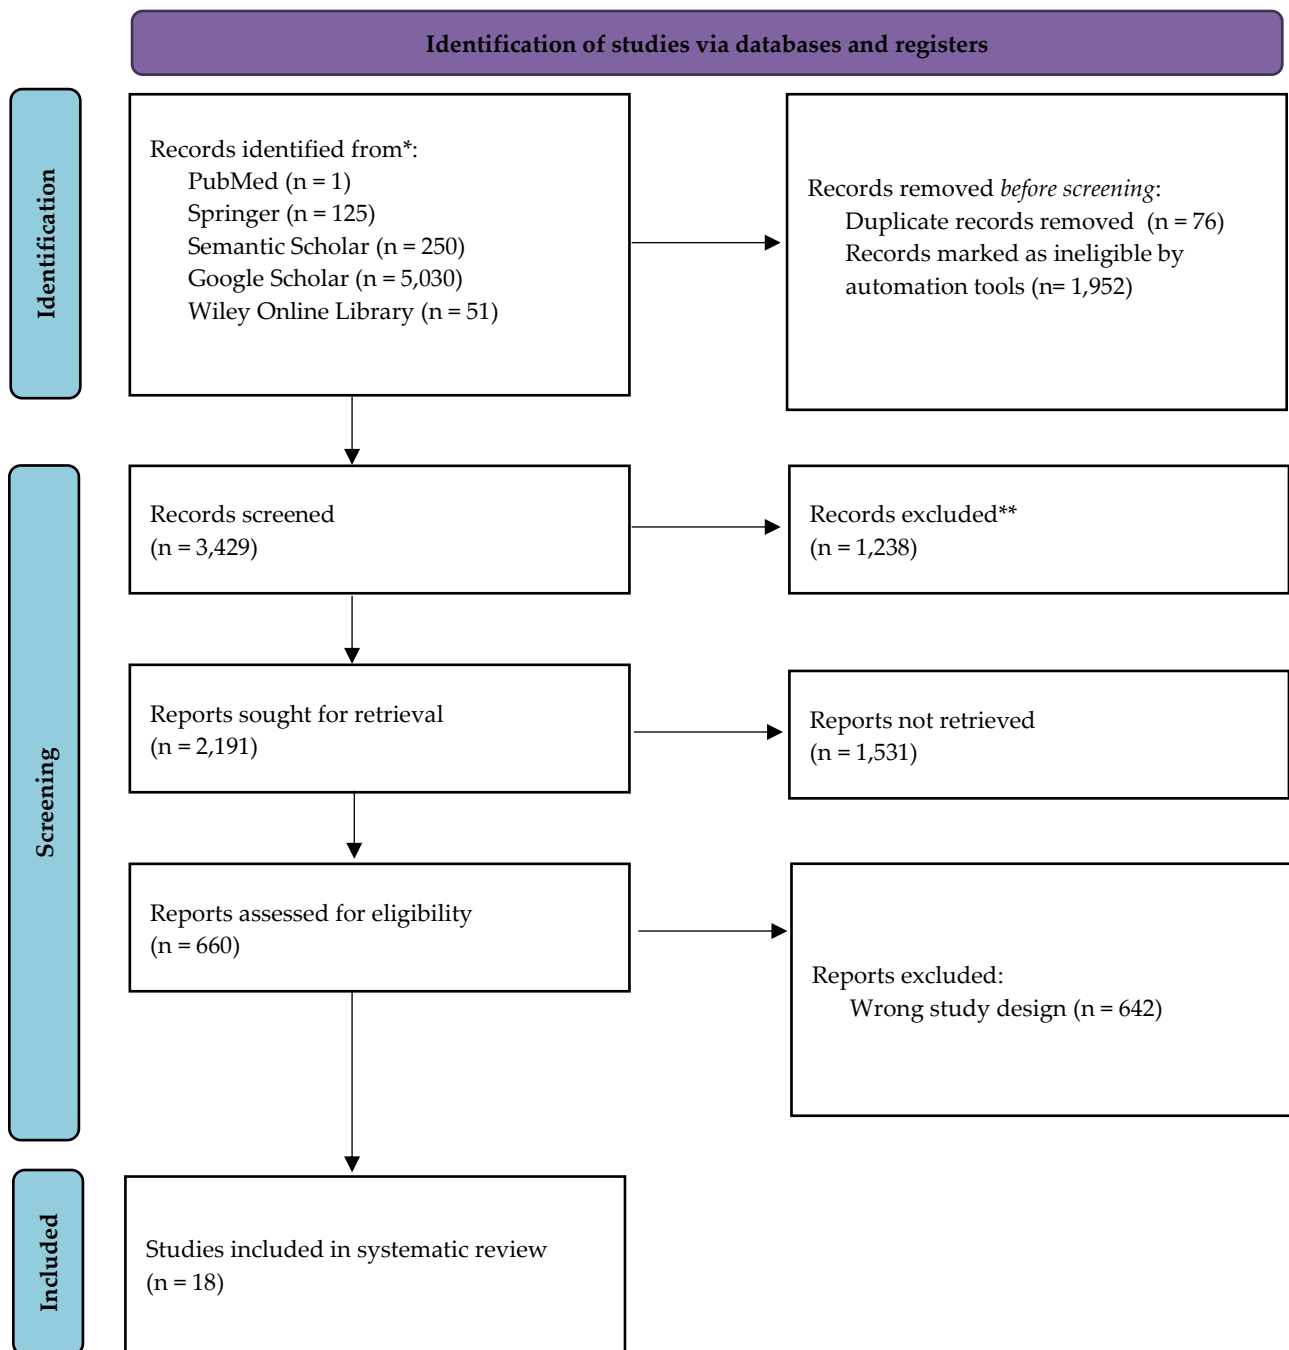 Identification of studies via databases and registers
Identification
Records identified from*:
PubMed (n = 1)
Springer (n = 125)
Semantic Scholar (n = 250)
Google Scholar (n = 5,030)
Wiley Online Library (n = 51)
Records removed before screening:
Duplicate records removed (n = 76)
Records marked as ineligible by
automation tools (n= 1,952)
Screening
Records screened
(n = 3,429)
Records excluded**
(n = 1,238)
Reports sought for retrieval
(n = 2,191)
Reports not retrieved
(n = 1,531)
Reports assessed for eligibility
(n = 660)
Reports excluded:
Wrong study design (n = 642)
Included
Studies included in systematic review
(n = 18)